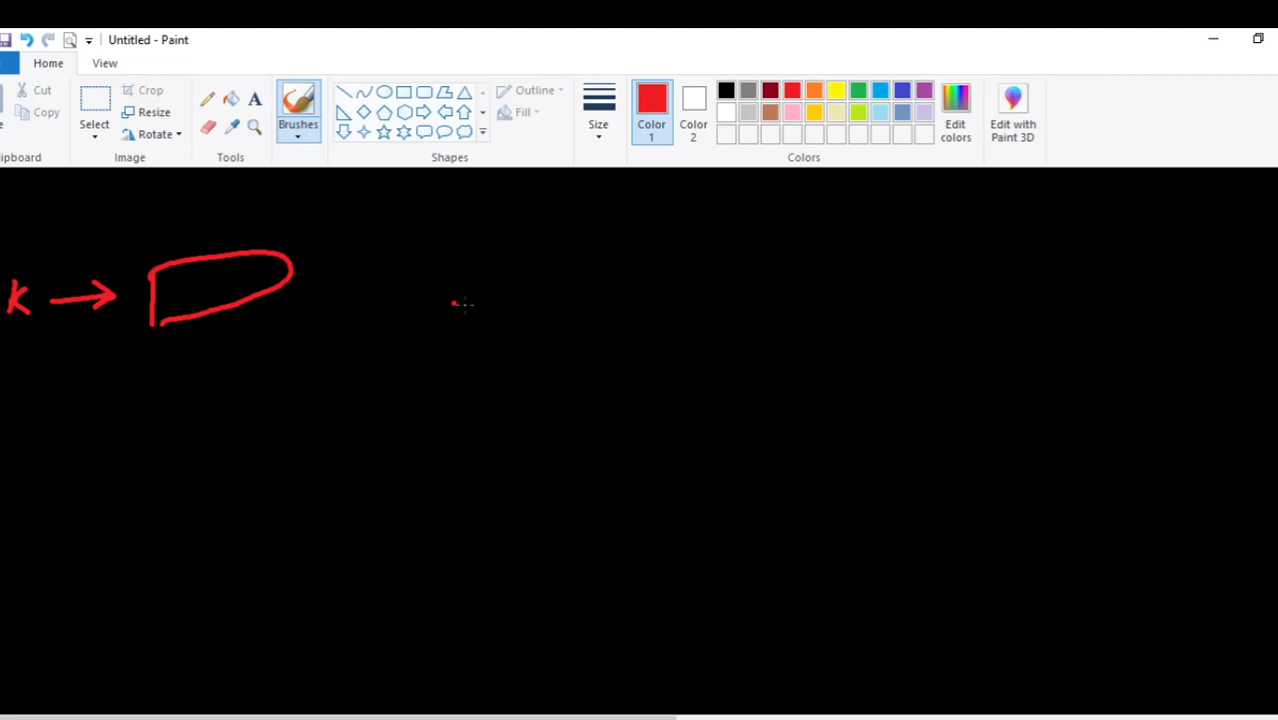 Untitled - Paint
Home View
Cut
Copy
Select
Crop
Resize
Rotate
A
Brushes
Outline
Fill
Size
Color 1
Color 2
Edit colors
Edit with Paint 3D
lipboard
Image
Tools
Shapes
Colors
K →